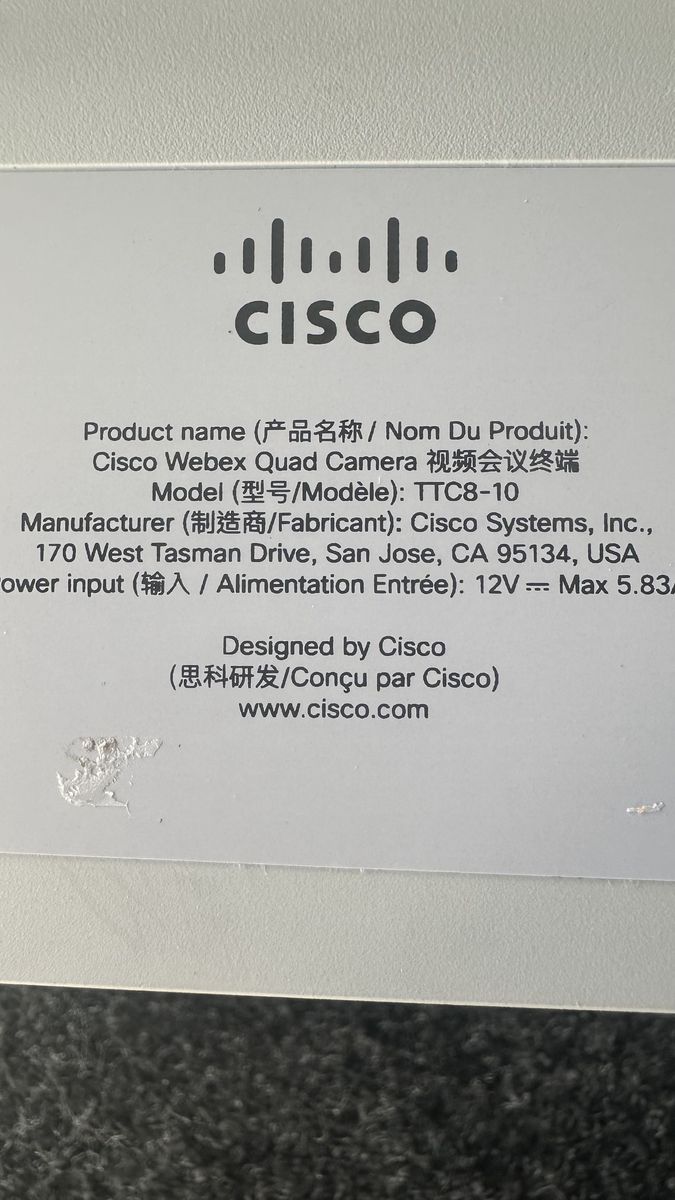 CISCO
Product name (产品名称 / Nom Du Produit):
Cisco Webex Quad Camera 视频会议终端
Model (型号/Modèle): TTC8-10
Manufacturer (制造商/Fabricant): Cisco Systems, Inc.,
170 West Tasman Drive, San Jose, CA 95134, USA
ower input (输入 / Alimentation Entrée): 12V ⎓ Max 5.83A
Designed by Cisco
(思科研发/Conçu par Cisco)
www.cisco.com